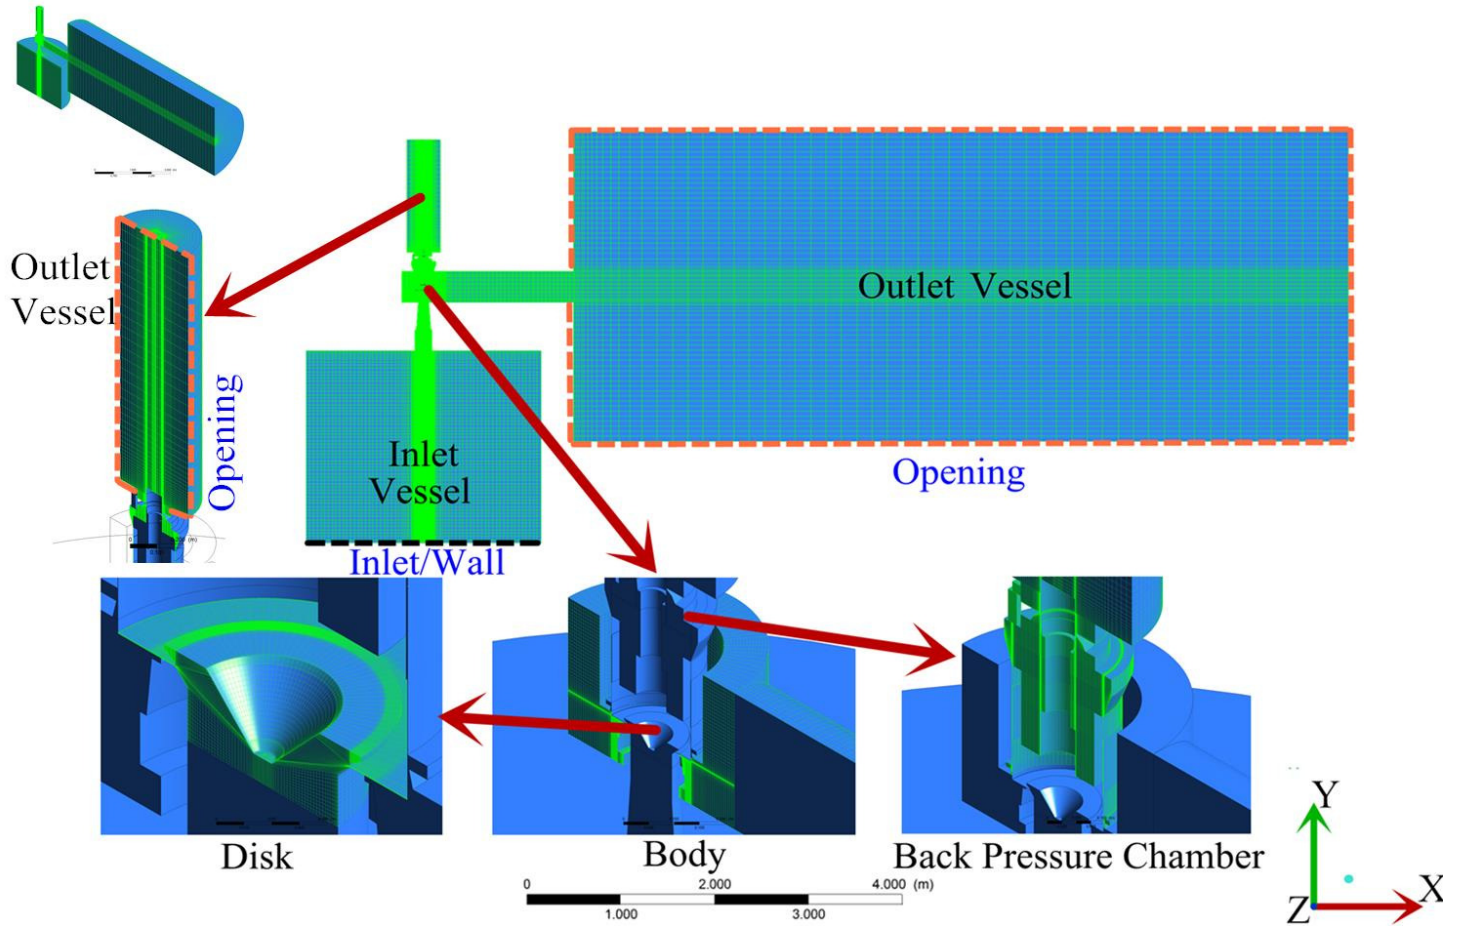 Outlet
Vessel
Opening
Outlet Vessel
Opening
Inlet
Vessel
Inlet/Wall
Disk
Body
Back Pressure Chamber
0 2.000 4.000 (m)
1.000 3.000
Y
X
Z